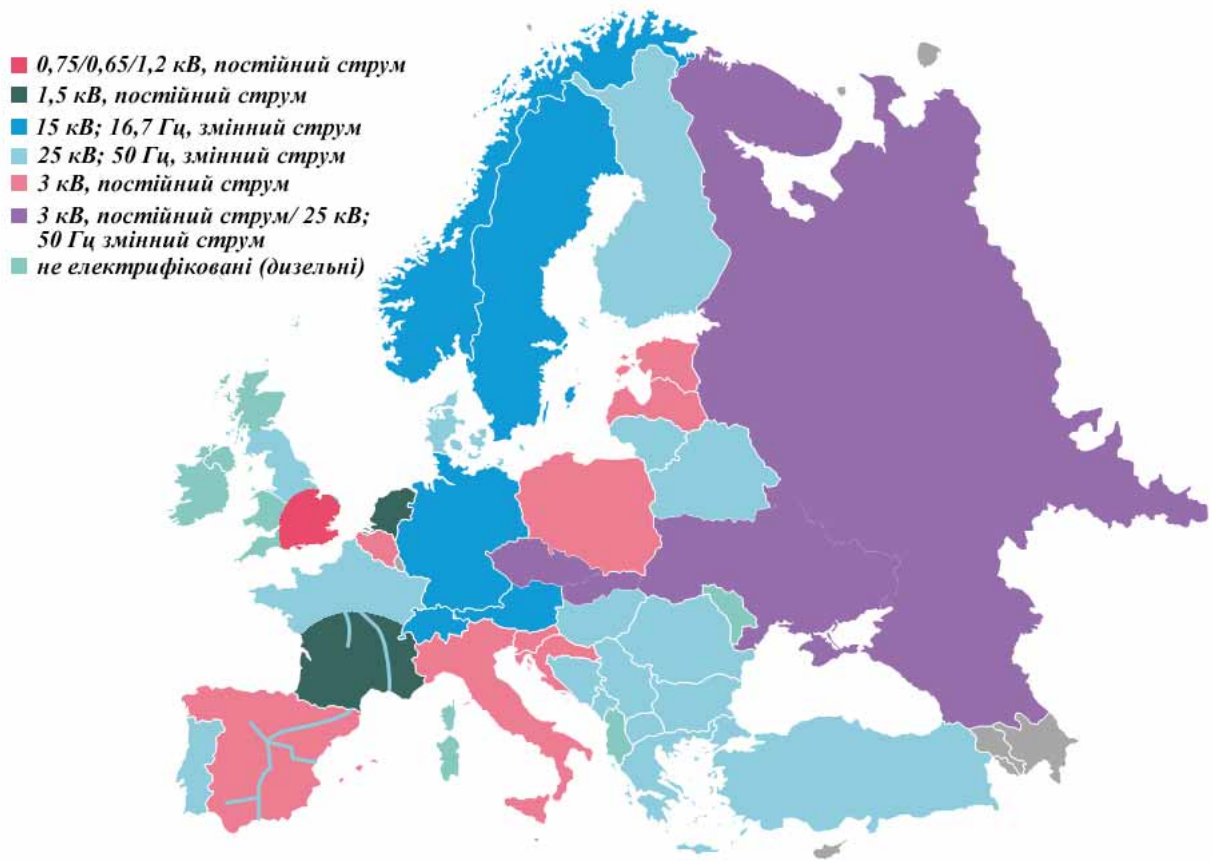 0,75/0,65/1,2 кВ, постійний струм
1,5 кВ, постійний струм
15 кВ; 16,7 Гц, змінний струм
25 кВ; 50 Гц, змінний струм
3 кВ, постійний струм
3 кВ, постійний струм/ 25 кВ;
50 Гц змінний струм
не електрифіковані (дизельні)